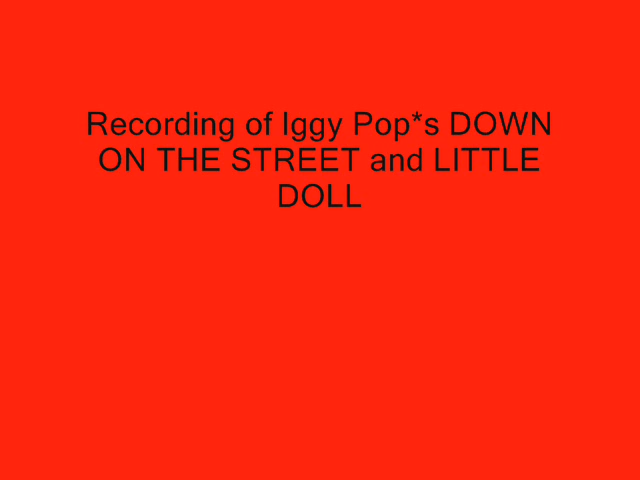 Recording of Iggy Pop*s DOWN
ON THE STREET and LITTLE
DOLL